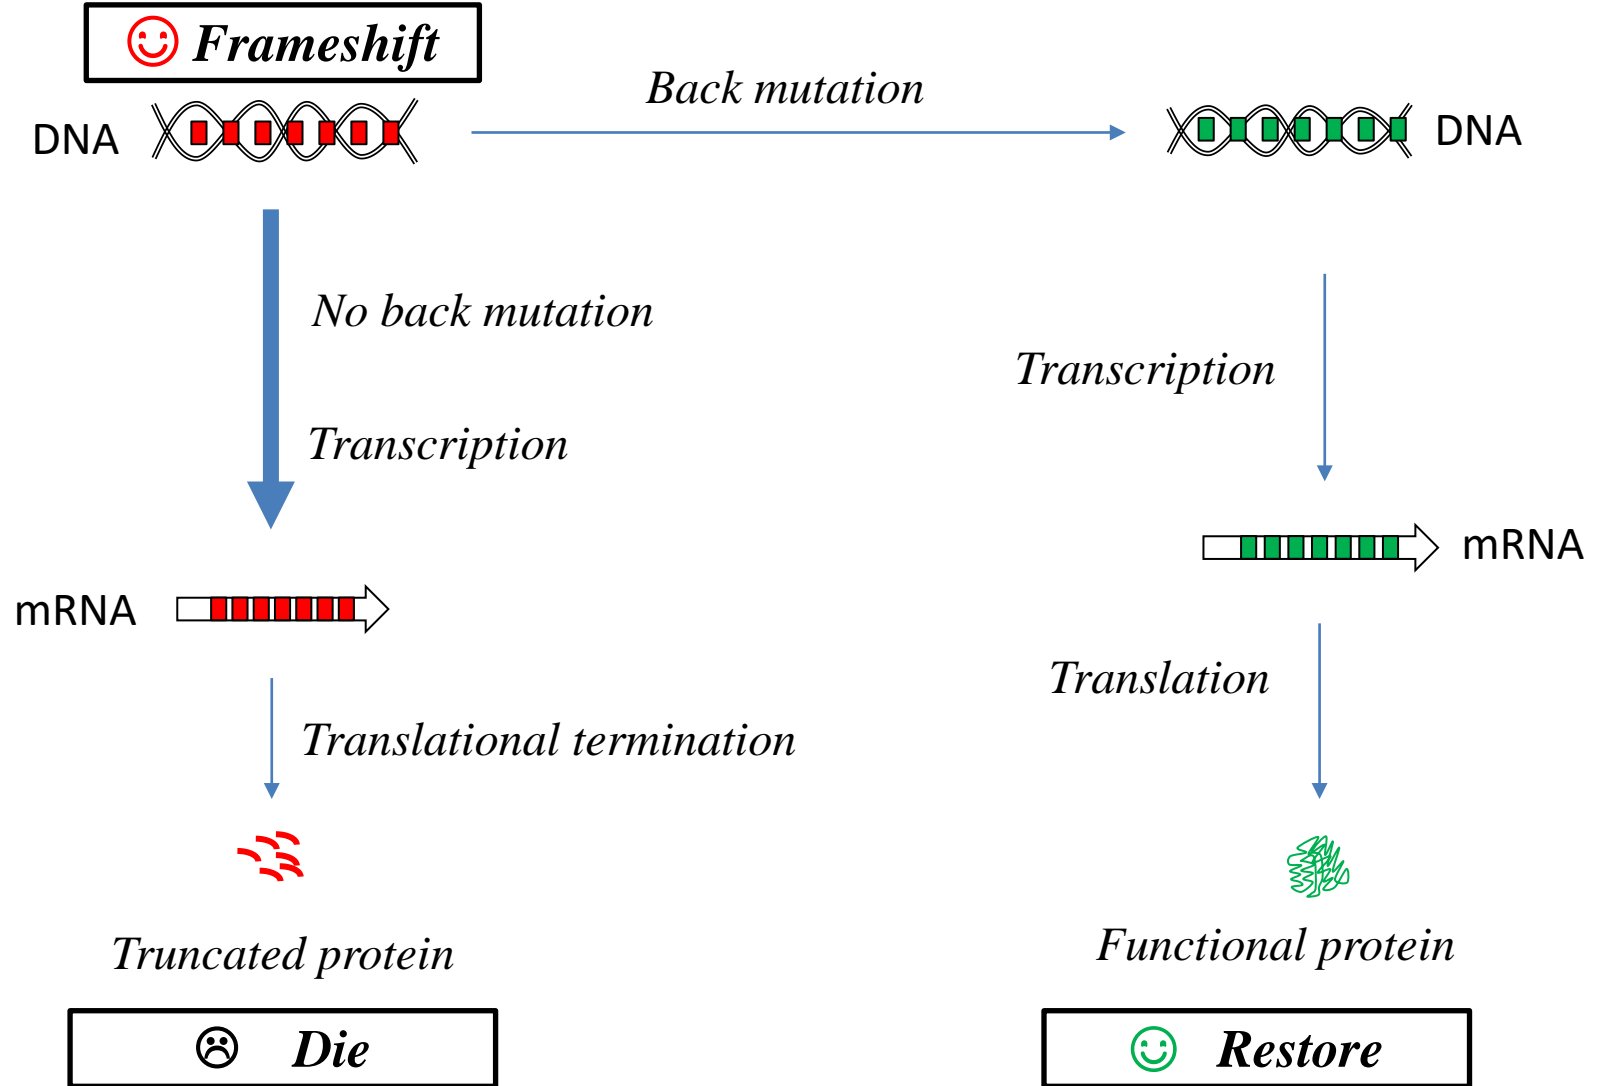 Frameshift
Back mutation
DNA
DNA
No back mutation
Transcription
Transcription
mRNA
mRNA
Translation
Translational termination
Functional protein
Truncated protein
Die
Restore